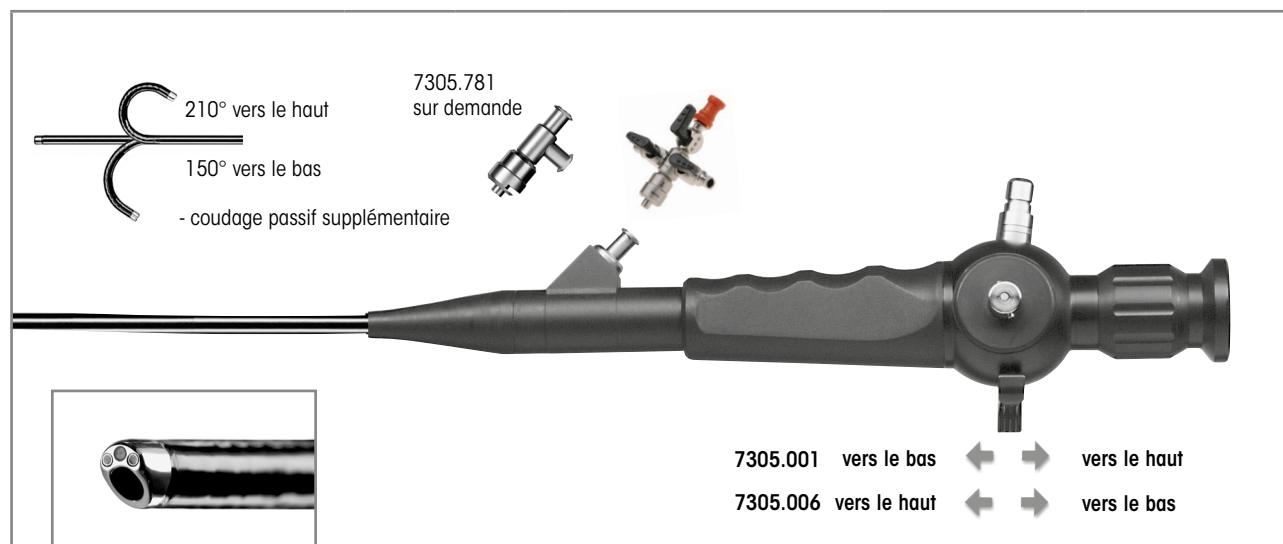 210° vers le haut
150° vers le bas
- coudage passif supplémentaire
7305.781
sur demande
7305.001 vers le bas vers le haut
7305.006 vers le haut vers le bas